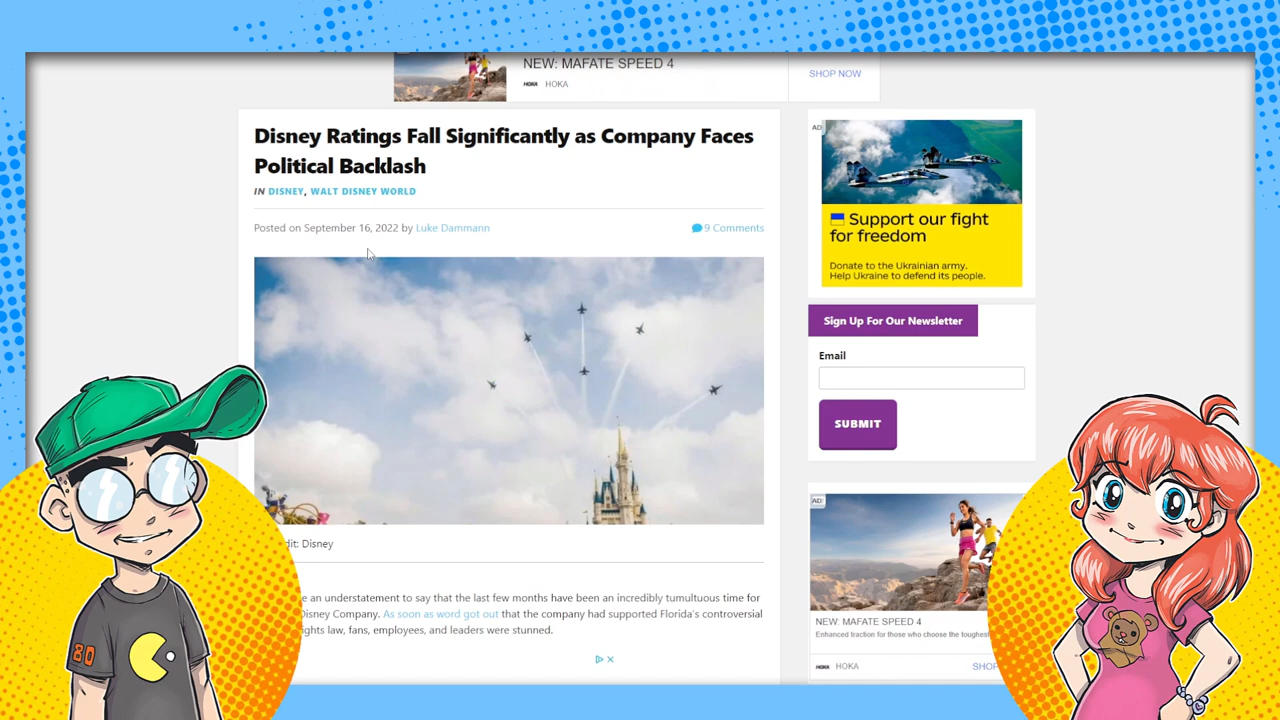 NEW: MAFATE SPEED 4
HOKA HOKA
SHOP NOW
Disney Ratings Fall Significantly as Company Faces
Political Backlash
IN DISNEY, WALT DISNEY WORLD
Posted on September 16, 2022 by Luke Dammann
9 Comments
dit: Disney
e an understatement to say that the last few months have been an incredibly tumultuous time for
Disney Company. As soon as word got out that the company had supported Florida's controversial
ights law, fans, employees, and leaders were stunned.
AD
Support our fight
for freedom
Donate to the Ukrainian army.
Help Ukraine to defend its people.
Sign Up For Our Newsletter
Email
SUBMIT
AD
NEW: MAFATE SPEED 4
Enhanced traction for those who choose the toughest
HOKA HOKA
SHOP
80